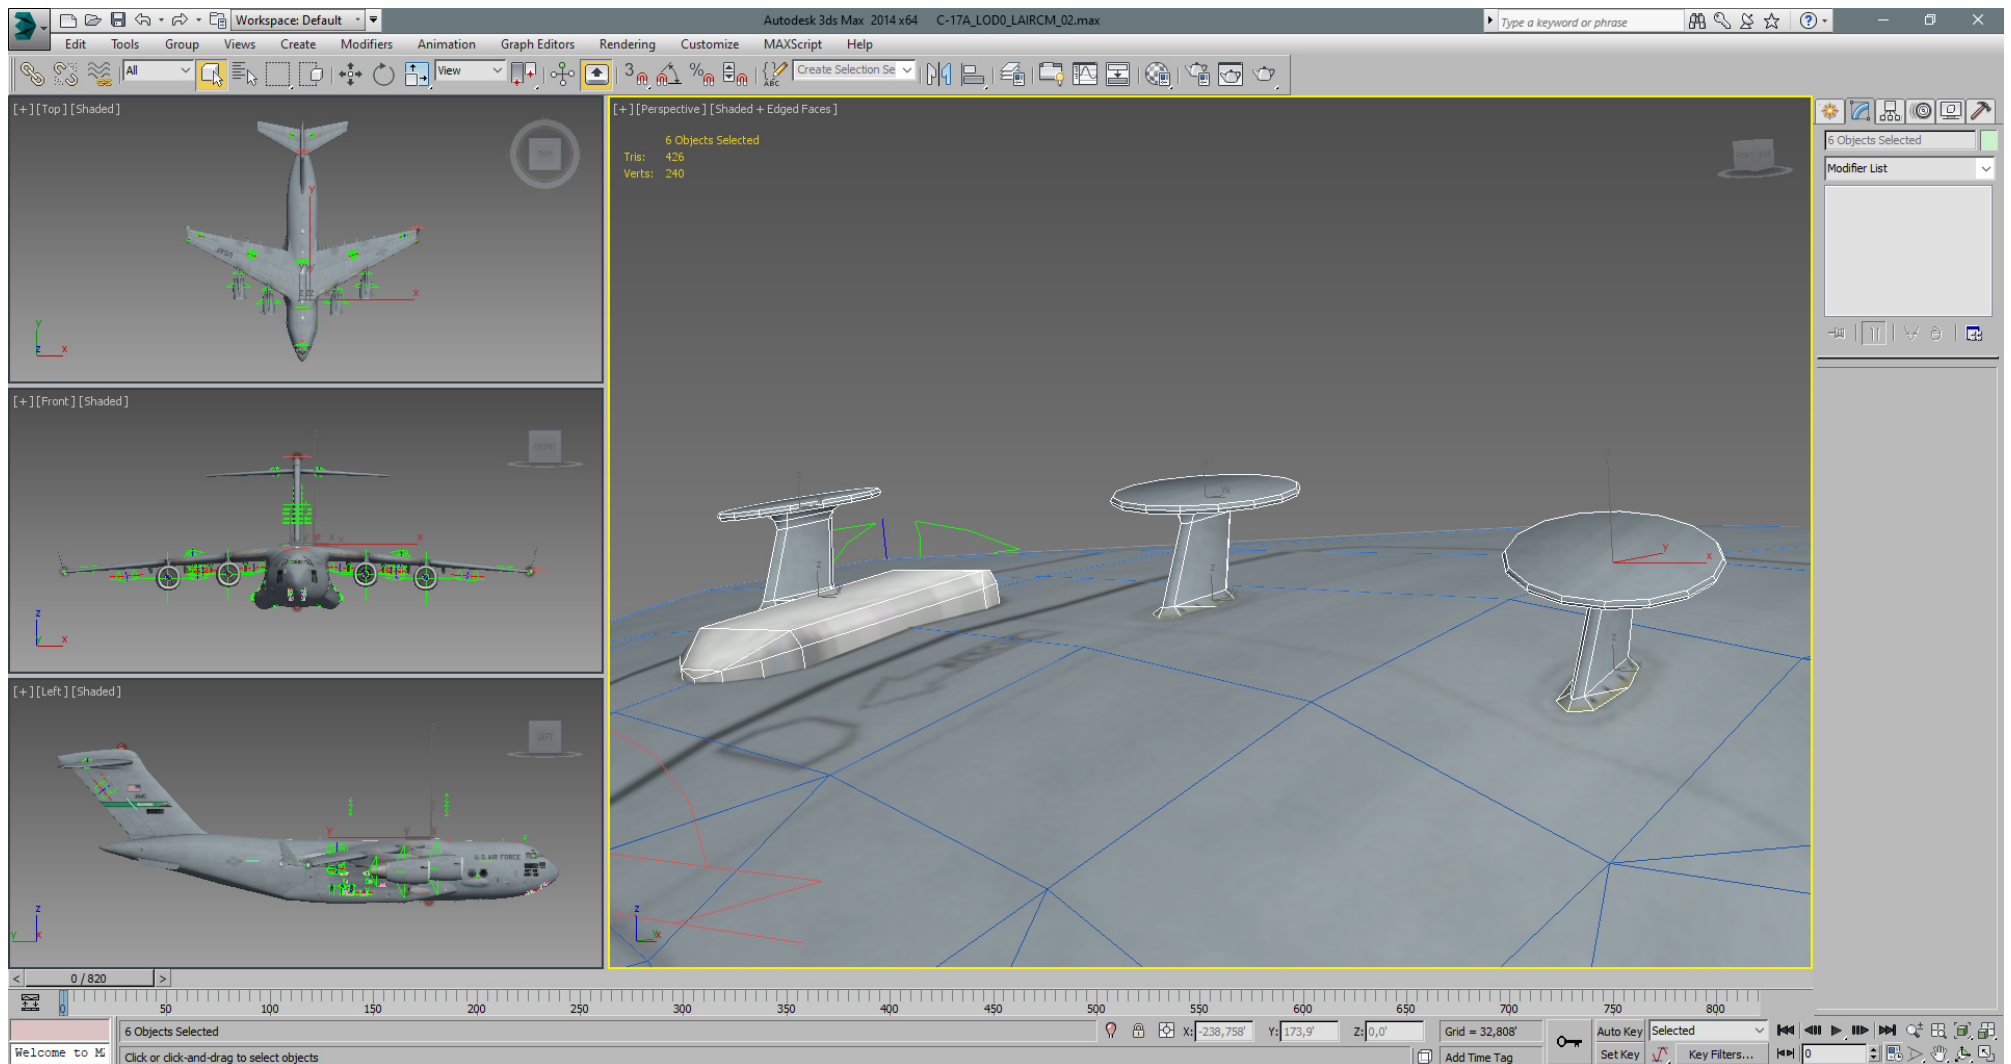 Workspace: Default
Autodesk 3ds Max 2014 x64 C-17A_LOD0_LAIRCM_02.max
Type a keyword or phrase
Edit Tools Group Views Create Modifiers Animation Graph Editors Rendering Customize MAXScript Help
All
View
3
%
ABC
Create Selection Se
[+] [Top] [Shaded]
TOP
y
x
y
z x
[+] [Front] [Shaded]
FRONT
x
z
x
[+] [Left] [Shaded]
LEFT
U.S. AIR FORCE
y
z
y x
[+] [Perspective] [Shaded + Edged Faces]
6 Objects Selected
Tris: 426
Verts: 240
z
z
z
z
y
x
z
6 Objects Selected
Modifier List
< 0 / 820 >
0 50 100 150 200 250 300 350 400 450 500 550 600 650 700 750 800
6 Objects Selected
X: -238,758' Y: 173,9' Z: 0,0'
Grid = 32,808'
Auto Key Selected
Welcome to M
Click or click-and-drag to select objects
Add Time Tag
Set Key Key Filters...
0